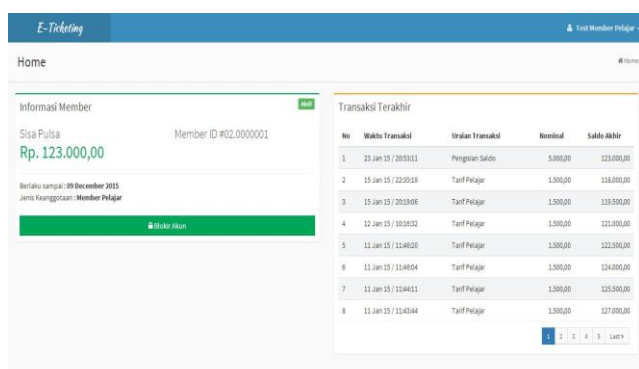 E-Ticketing
Test Member Pelajar
Home
Home
Informasi Member
Aktif
Sisa Pulsa
Member ID #02.0000001
Rp. 123.000,00
Berlaku sampai : 09 December 2015
Jenis Keanggotaan : Member Pelajar
Blokir Akun
Transaksi Terakhir
No Waktu Transaksi Uraian Transaksi Nominal Saldo Akhir
1 23 Jan 15 / 20:53:11 Pengisian Saldo 5.000,00 123.000,00
2 15 Jan 15 / 22:35:19 Tarif Pelajar 1.500,00 118.000,00
3 15 Jan 15 / 20:19:06 Tarif Pelajar 1.500,00 119.500,00
4 12 Jan 15 / 10:16:32 Tarif Pelajar 1.500,00 121.000,00
5 11 Jan 15 / 11:46:20 Tarif Pelajar 1.500,00 122.500,00
6 11 Jan 15 / 11:46:04 Tarif Pelajar 1.500,00 124.000,00
7 11 Jan 15 / 11:44:11 Tarif Pelajar 1.500,00 125.500,00
8 11 Jan 15 / 11:43:44 Tarif Pelajar 1.500,00 127.000,00
1 2 3 4 5 Last »